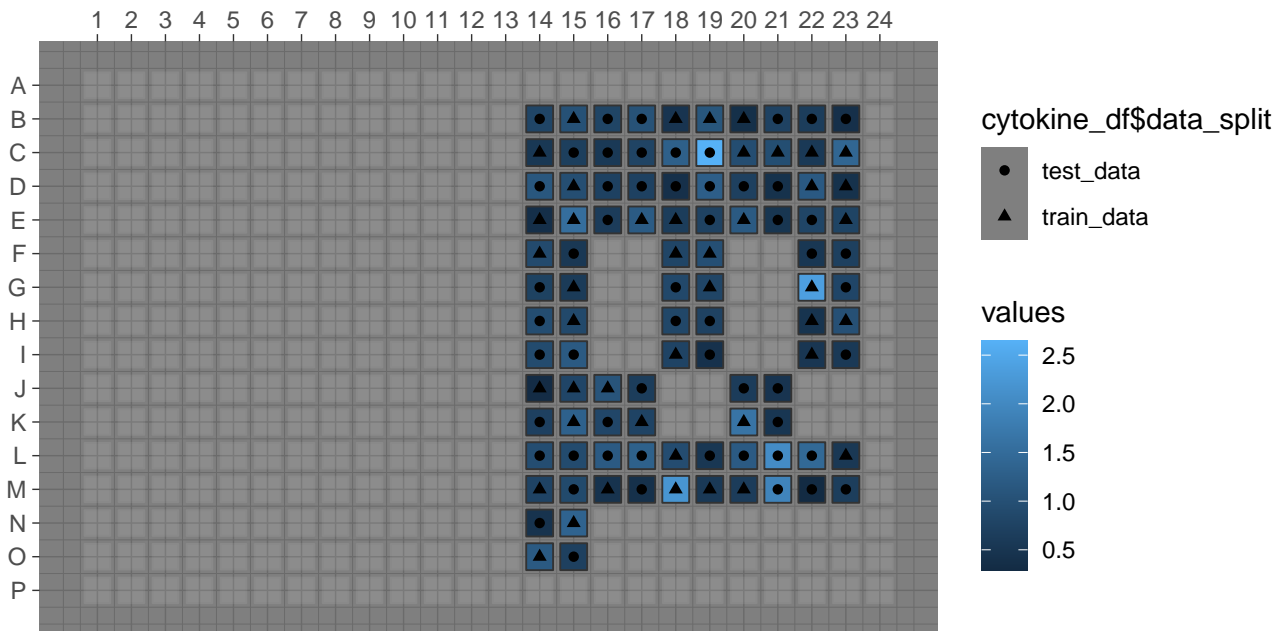 1 2 3 4 5 6 7 8 9 10 11 12 13 14 15 16 17 18 19 20 21 22 23 24
A
B
C
D
E
F
G
H
I
J
K
L
M
N
O
P
cytokine_df$data_split
test_data
train_data
values
2.5
2.0
1.5
1.0
0.5